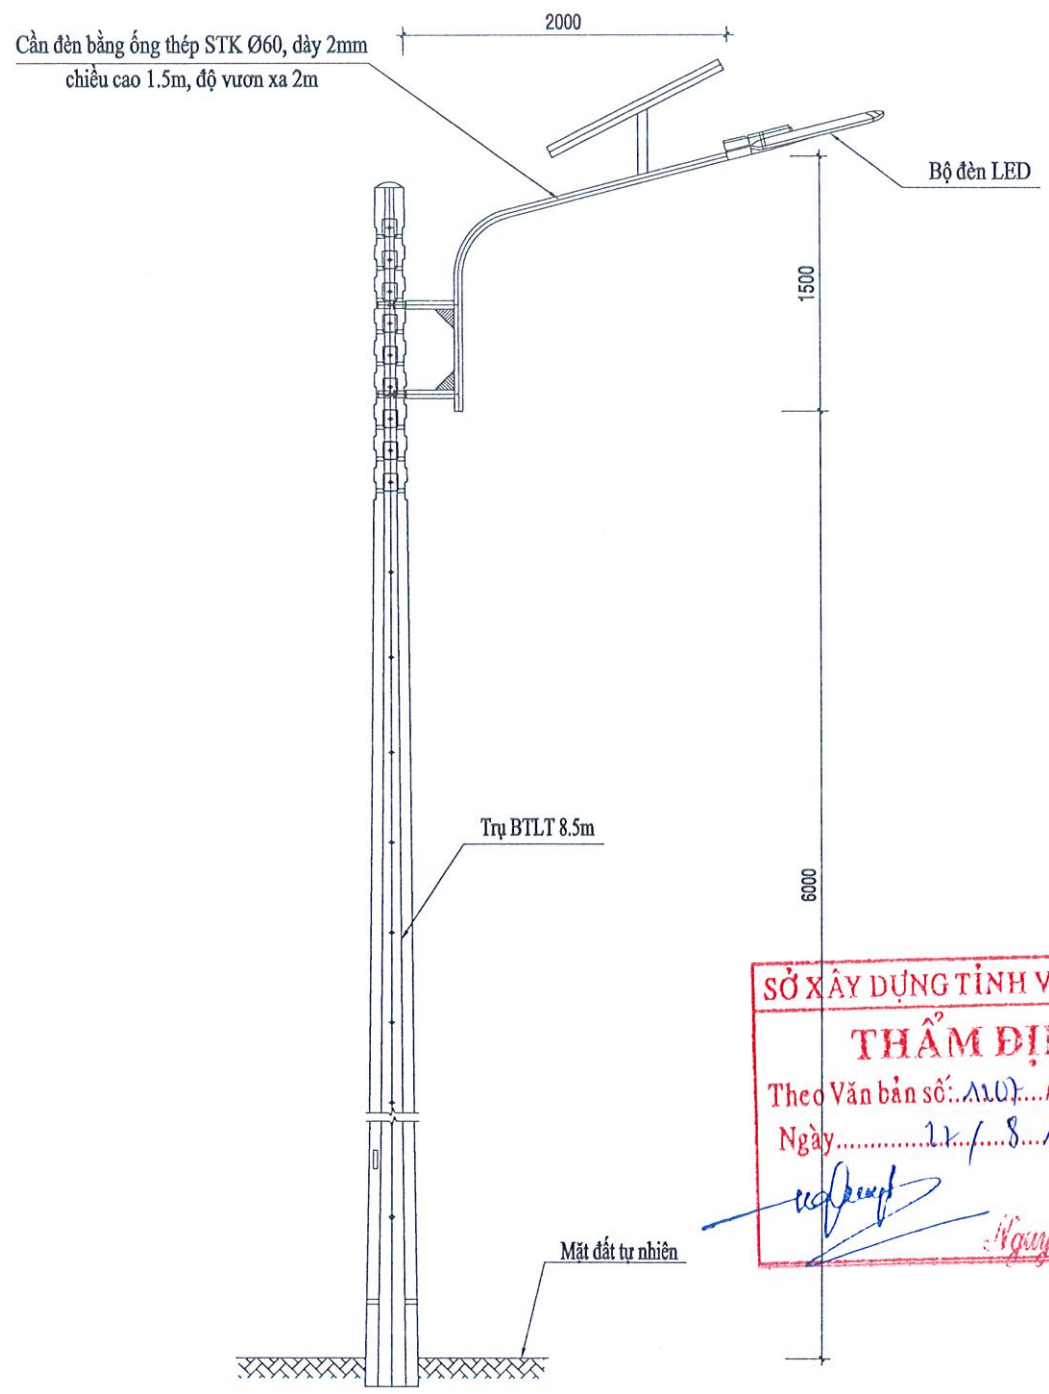 2000
Cần đèn bằng ống thép STK Ø60, dày 2mm
chiều cao 1.5m, độ vươn xa 2m
Bộ đèn LED
1500
Trụ BTLT 8.5m
6000
SỞ XÂY DỰNG TỈNH V
THẨM ĐỊ
Theo Văn bản số:
Ngày
8
Nguy
Mặt đất tự nhiên